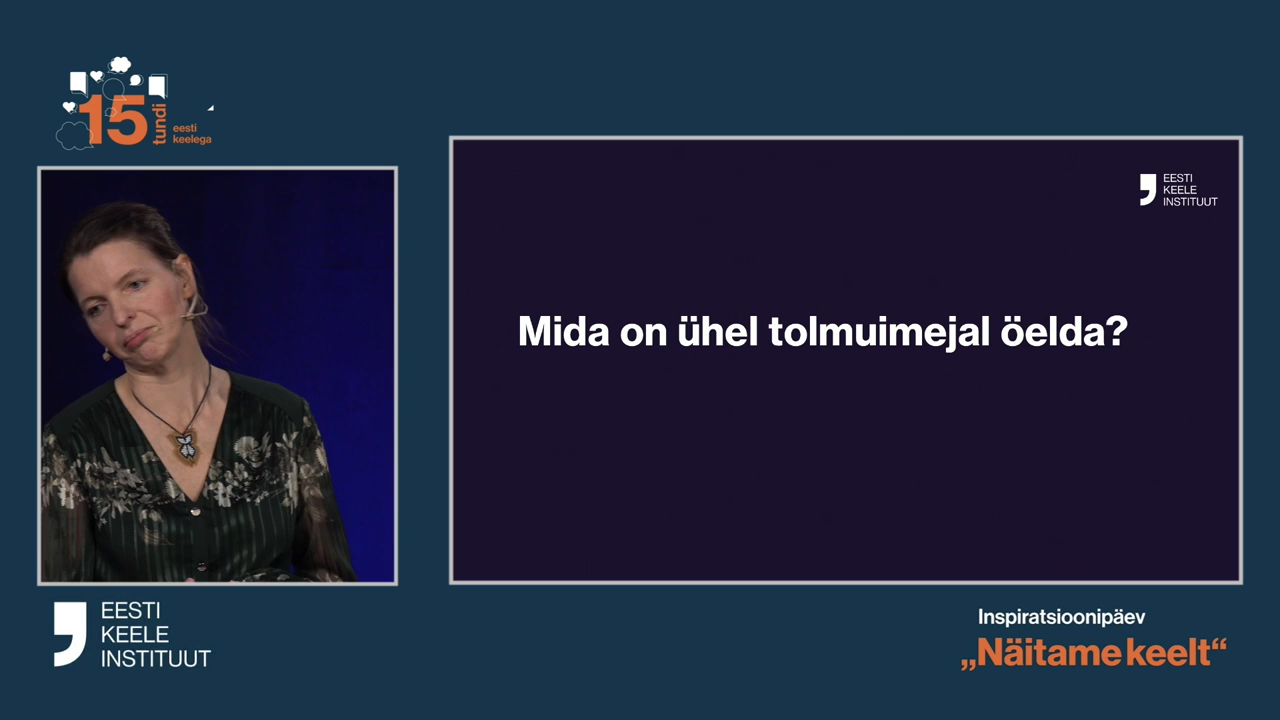 15
tundi
eesti
keelega
EESTI
KEELE
INSTITUUT
Mida on ühel tolmuimejal öelda?
EESTI
KEELE
INSTITUUT
Inspiratsioonipäev
„Näitame keelt“